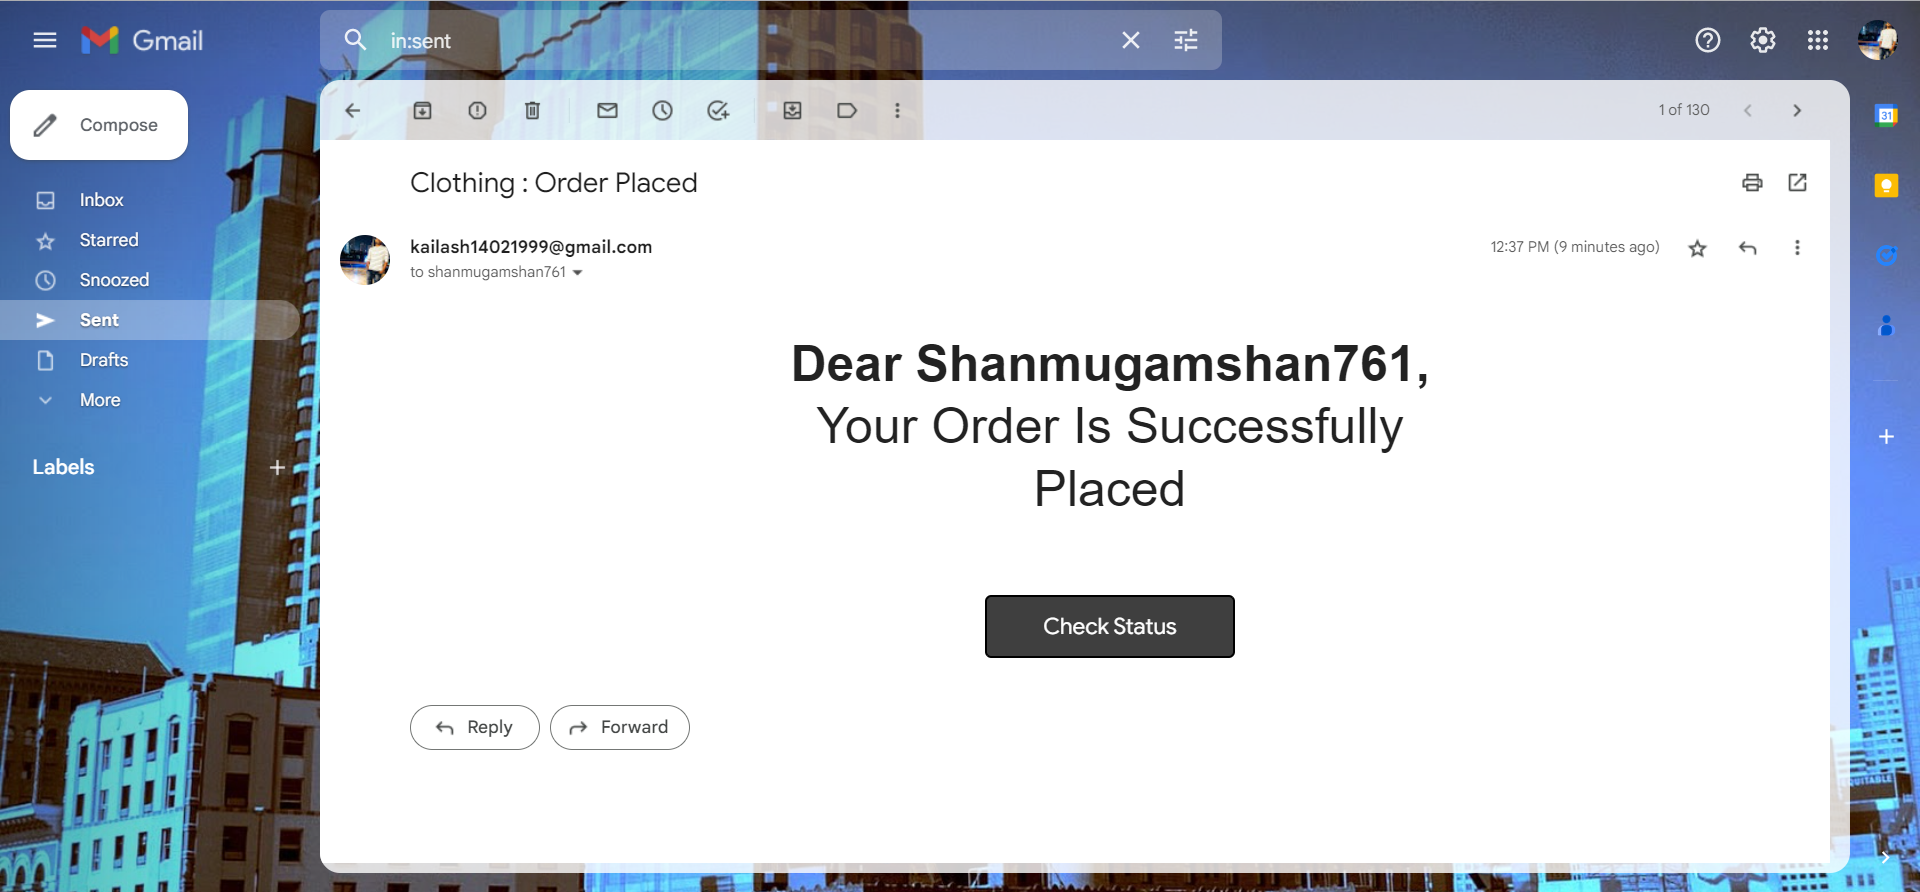 Gmail
in:sent
Compose
1 of 130
31
Inbox
Starred
Snoozed
Sent
Drafts
More
Labels
Clothing : Order Placed
kailash14021999@gmail.com
12:37 PM (9 minutes ago)
to shanmugamshan761
Dear Shanmugamshan761,
Your Order Is Successfully
Placed
Check Status
Reply
Forward
EQUITABLE